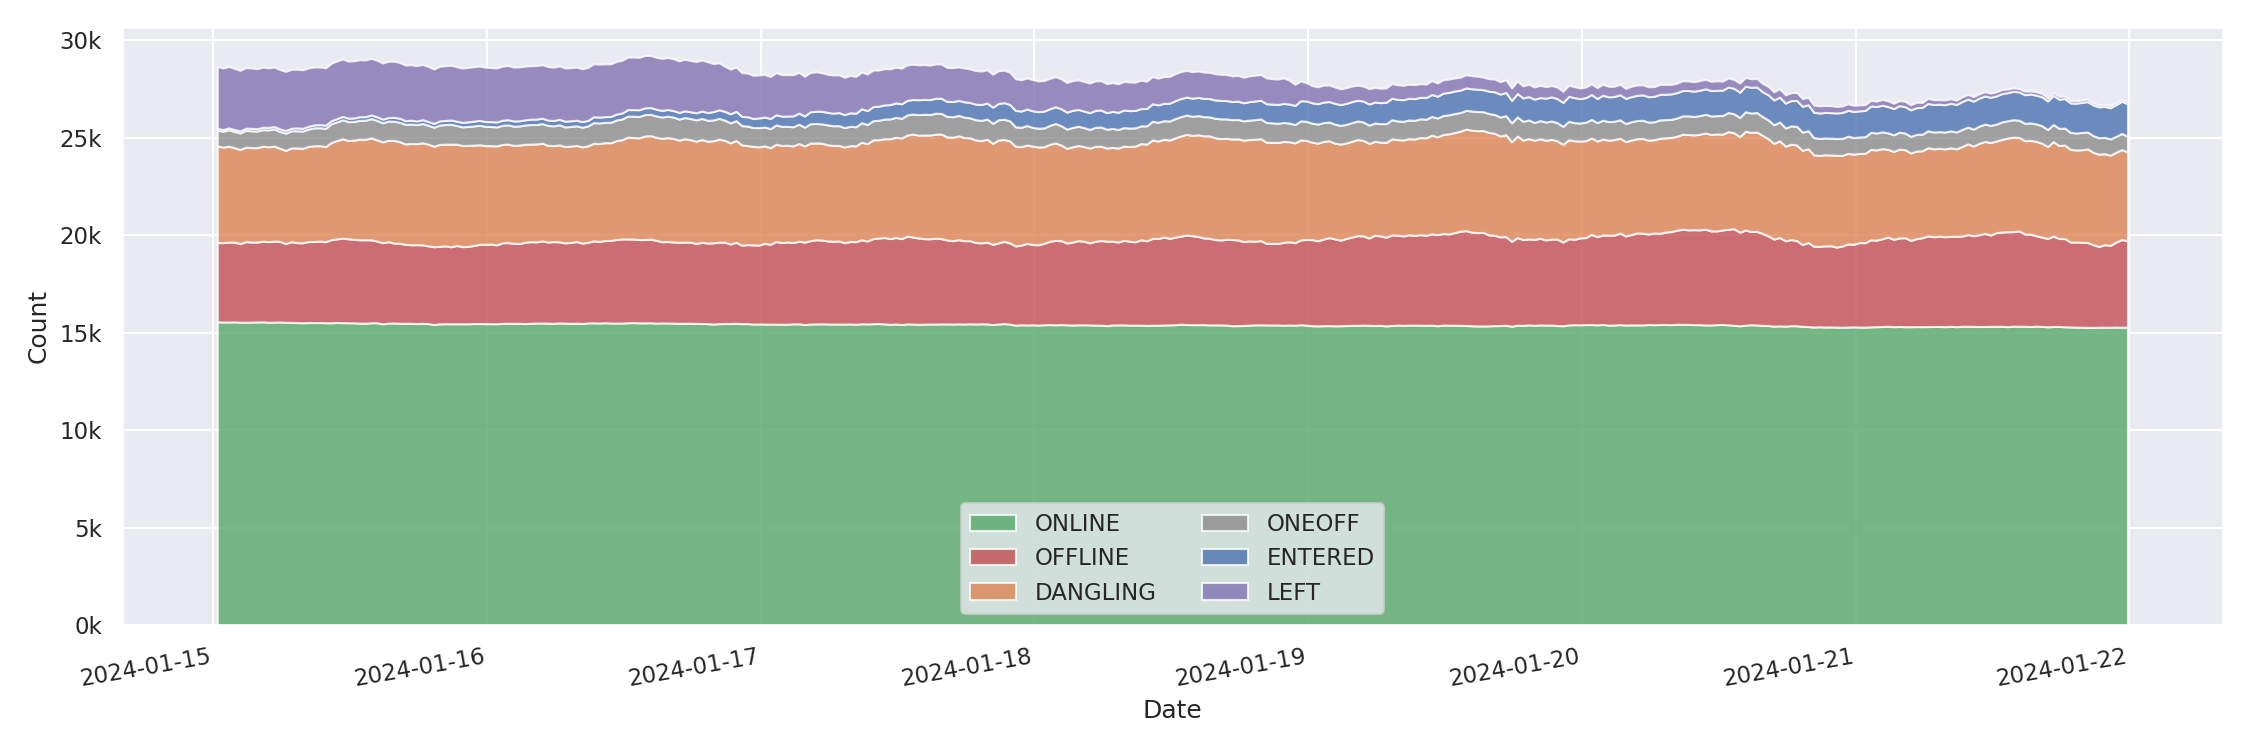 30k
25k
20k
15k
10k
5k
0k
Count
ONLINE
OFFLINE
DANGLING
ONEOFF
ENTERED
LEFT
2024-01-15
2024-01-16
2024-01-17
2024-01-18
2024-01-19
2024-01-20
2024-01-21
2024-01-22
Date